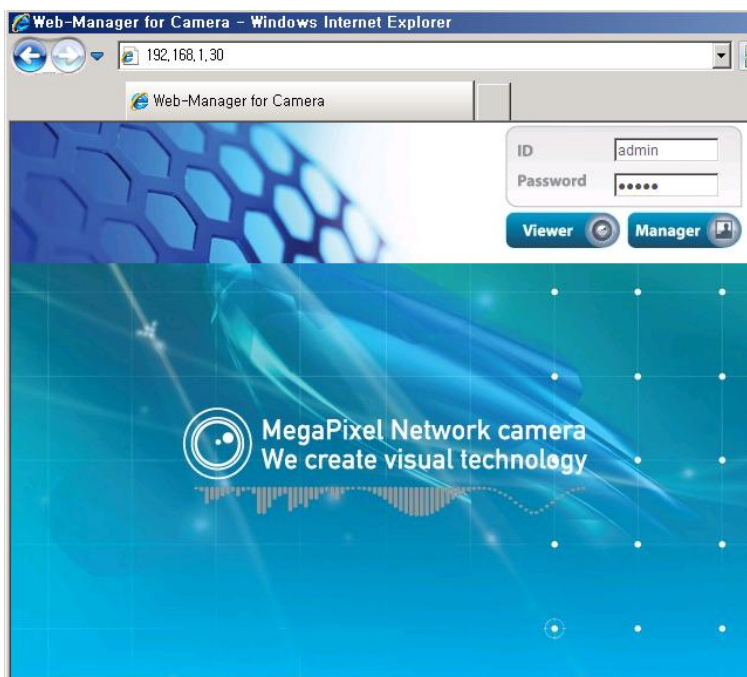 Web-Manager for Camera - Windows Internet Explorer
192,168,1,30
Web-Manager for Camera
ID admin
Password •••••
Viewer Manager
MegaPixel Network camera
We create visual technology